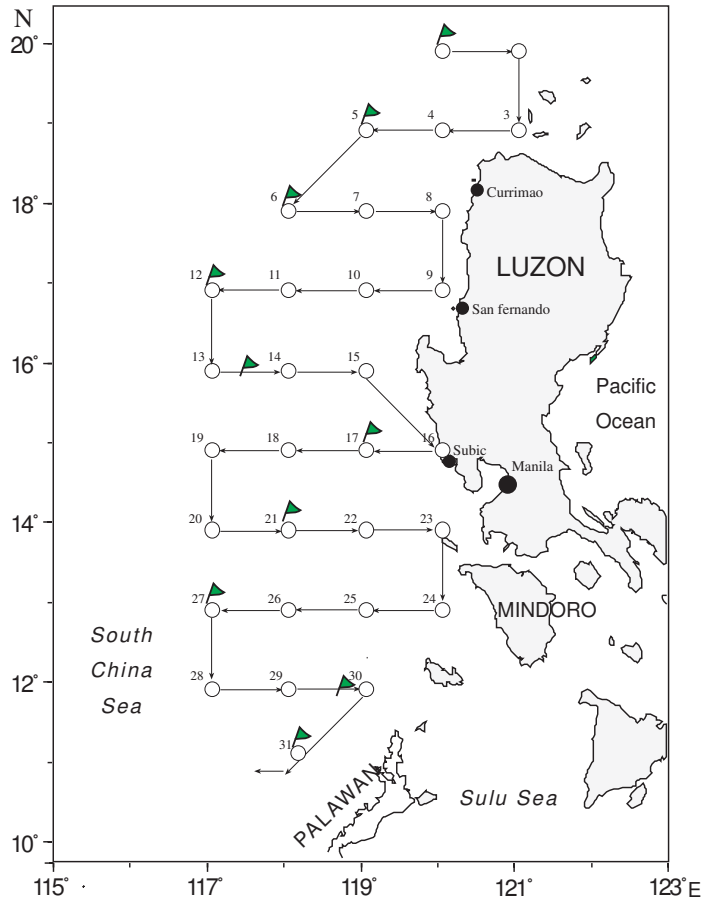 N
20°
5
4
3
18°
6
7
8
Currimao
LUZON
12
11
10
9
San fernando
16°
13
14
15
Pacific
Ocean
19
18
17
16
Subic
Manila
14°
20
21
22
23
27
26
25
24
MINDORO
South
China
Sea
12°
28
29
30
31
PALAWAN
Sulu Sea
10°
115°
117°
119°
121°
123°E